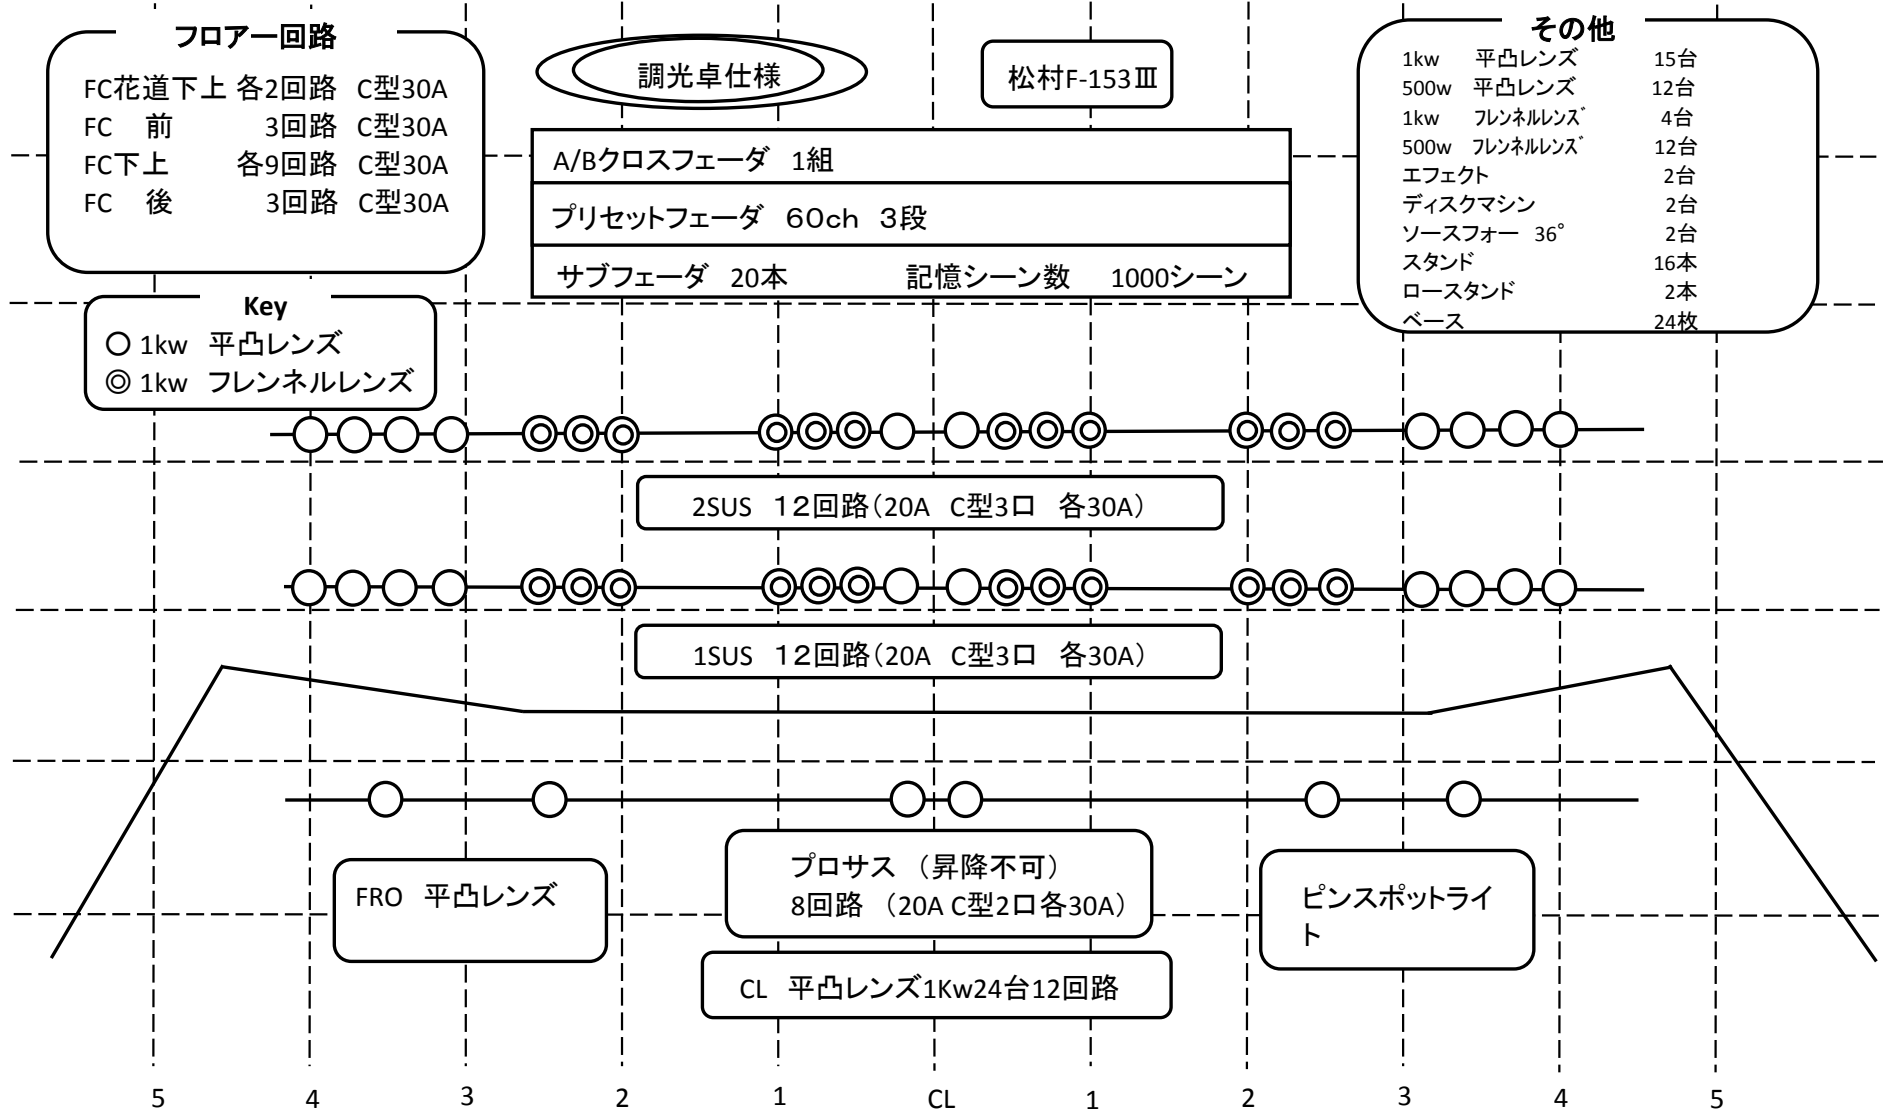 フロアー回路
FC花道下上 各2回路 C型30A
FC 前 3回路 C型30A
FC下上 各9回路 C型30A
FC 後 3回路 C型30A
調光卓仕様
松村F-153Ⅲ
A/Bクロスフェーダ 1組
プリセットフェーダ 60ch 3段
サブフェーダ 20本 記憶シーン数 1000シーン
その他
1kw 平凸レンズ 15台
500w 平凸レンズ 12台
1kw フレンネルレンズ 4台
500w フレンネルレンズ 12台
エフェクト 2台
ディスクマシン 2台
ソースフォー 36° 2台
スタンド 16本
ロースタンド 2本
ベース 24枚
Key
○ 1kw 平凸レンズ
◎ 1kw フレンネルレンズ
2SUS 12回路(20A C型3口 各30A)
1SUS 12回路(20A C型3口 各30A)
FRO 平凸レンズ
プロサス (昇降不可)
8回路 (20A C型2口各30A)
ピンスポットライ
ト
CL 平凸レンズ1Kw24台12回路
5 4 3 2 1 CL 1 2 3 4 5